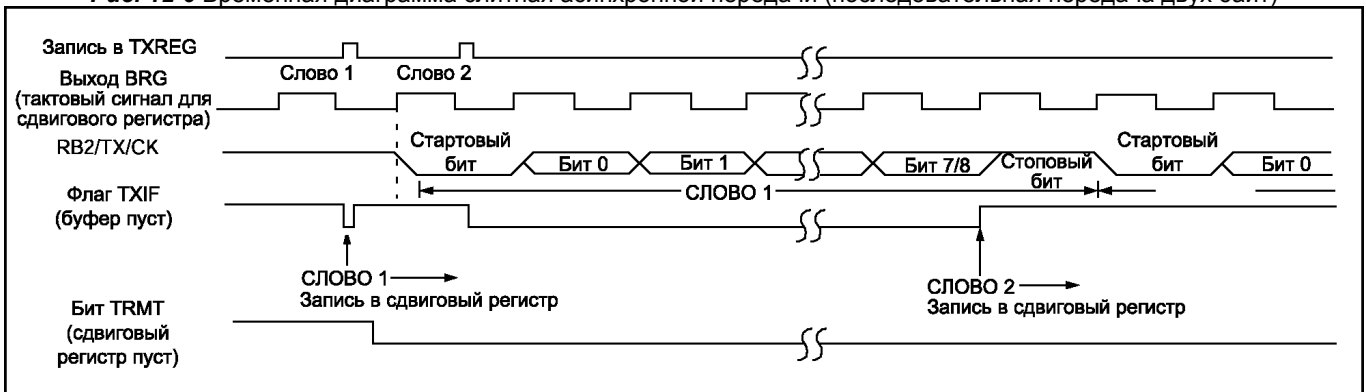 Рис. 12-6 Временная диаграмма слитная асинхронной передачи (последовательная передача двух байт)
Запись в TXREG
Слово 1
Слово 2
Выход BRG
(тактовый сигнал для
сдвигового регистра)
RB2/TX/CK
Стартовый
бит
Бит 0
Бит 1
Бит 7/8
Стоповый
бит
Стартовый
бит
Бит 0
СЛОВО 1
Флаг TXIF
(буфер пуст)
СЛОВО 1
Запись в сдвиговый регистр
СЛОВО 2
Запись в сдвиговый регистр
Бит TRMT
(сдвиговый
регистр пуст)